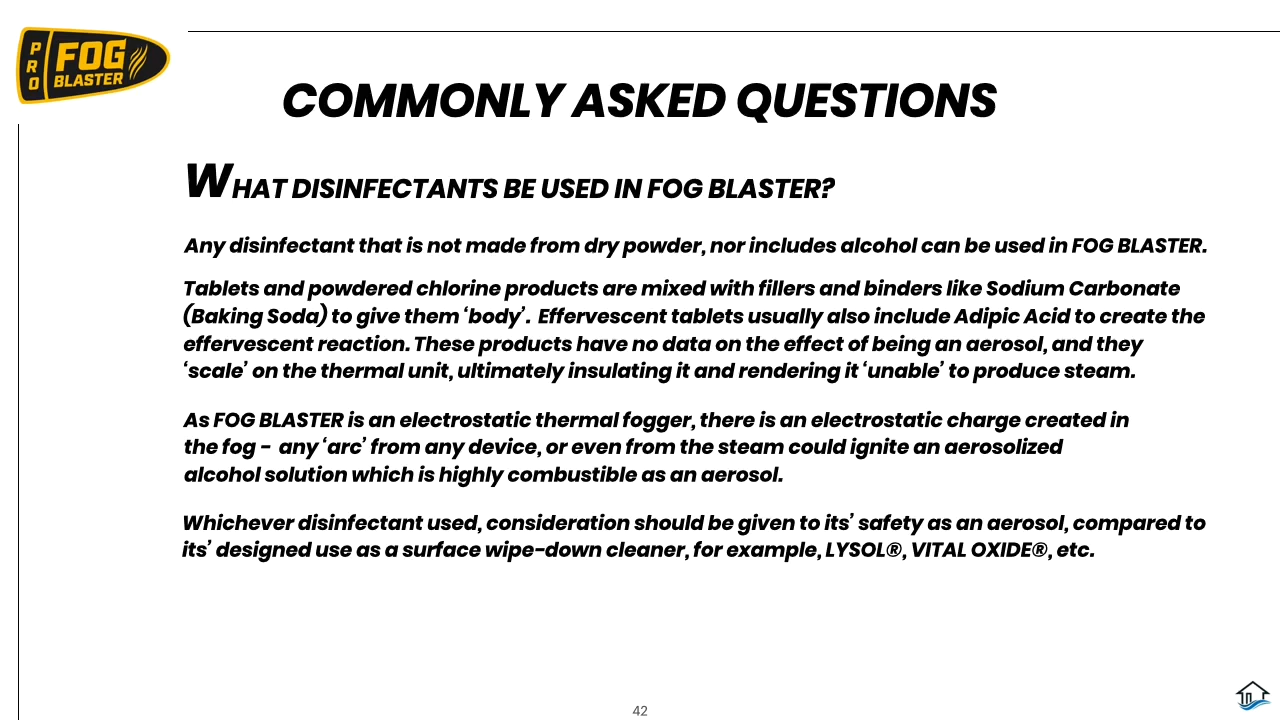 PRO FOG BLASTER
COMMONLY ASKED QUESTIONS
WHAT DISINFECTANTS BE USED IN FOG BLASTER?
Any disinfectant that is not made from dry powder, nor includes alcohol can be used in FOG BLASTER.
Tablets and powdered chlorine products are mixed with fillers and binders like Sodium Carbonate
(Baking Soda) to give them ‘body’. Effervescent tablets usually also include Adipic Acid to create the
effervescent reaction. These products have no data on the effect of being an aerosol, and they
‘scale’ on the thermal unit, ultimately insulating it and rendering it ‘unable’ to produce steam.
As FOG BLASTER is an electrostatic thermal fogger, there is an electrostatic charge created in
the fog - any ‘arc’ from any device, or even from the steam could ignite an aerosolized
alcohol solution which is highly combustible as an aerosol.
Whichever disinfectant used, consideration should be given to its’ safety as an aerosol, compared to
its’ designed use as a surface wipe-down cleaner, for example, LYSOL®, VITAL OXIDE®, etc.
42